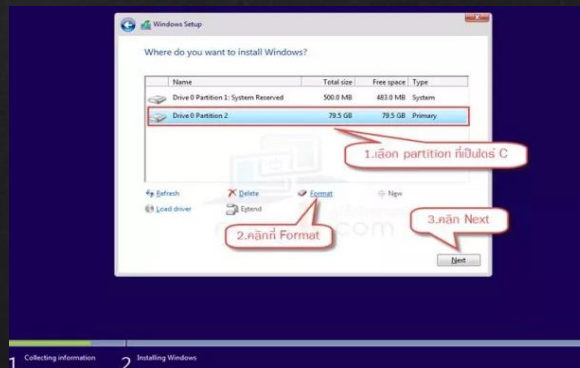 Windows Setup
Where do you want to install Windows?
Name Total size Free space Type
Drive 0 Partition 1: System Reserved 500.0 MB 483.0 MB System
Drive 0 Partition 2 79.5 GB 79.5 GB Primary
1.เลือก partition ที่เป็นไดร์ C
Refresh Delete Format New
Load driver Extend
2.คลิกที่ Format
3.คลิก Next
com
Next
1 Collecting information 2 Installing Windows